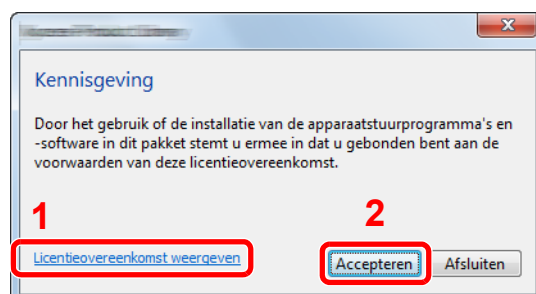 Kennisgeving
Door het gebruik of de installatie van de apparaatstuurprogramma's en
-software in dit pakket stemt u ermee in dat u gebonden bent aan de
voorwaarden van deze licentieovereenkomst.
1
2
Licentieovereenkomst weergeven
Accepteren
Afsluiten